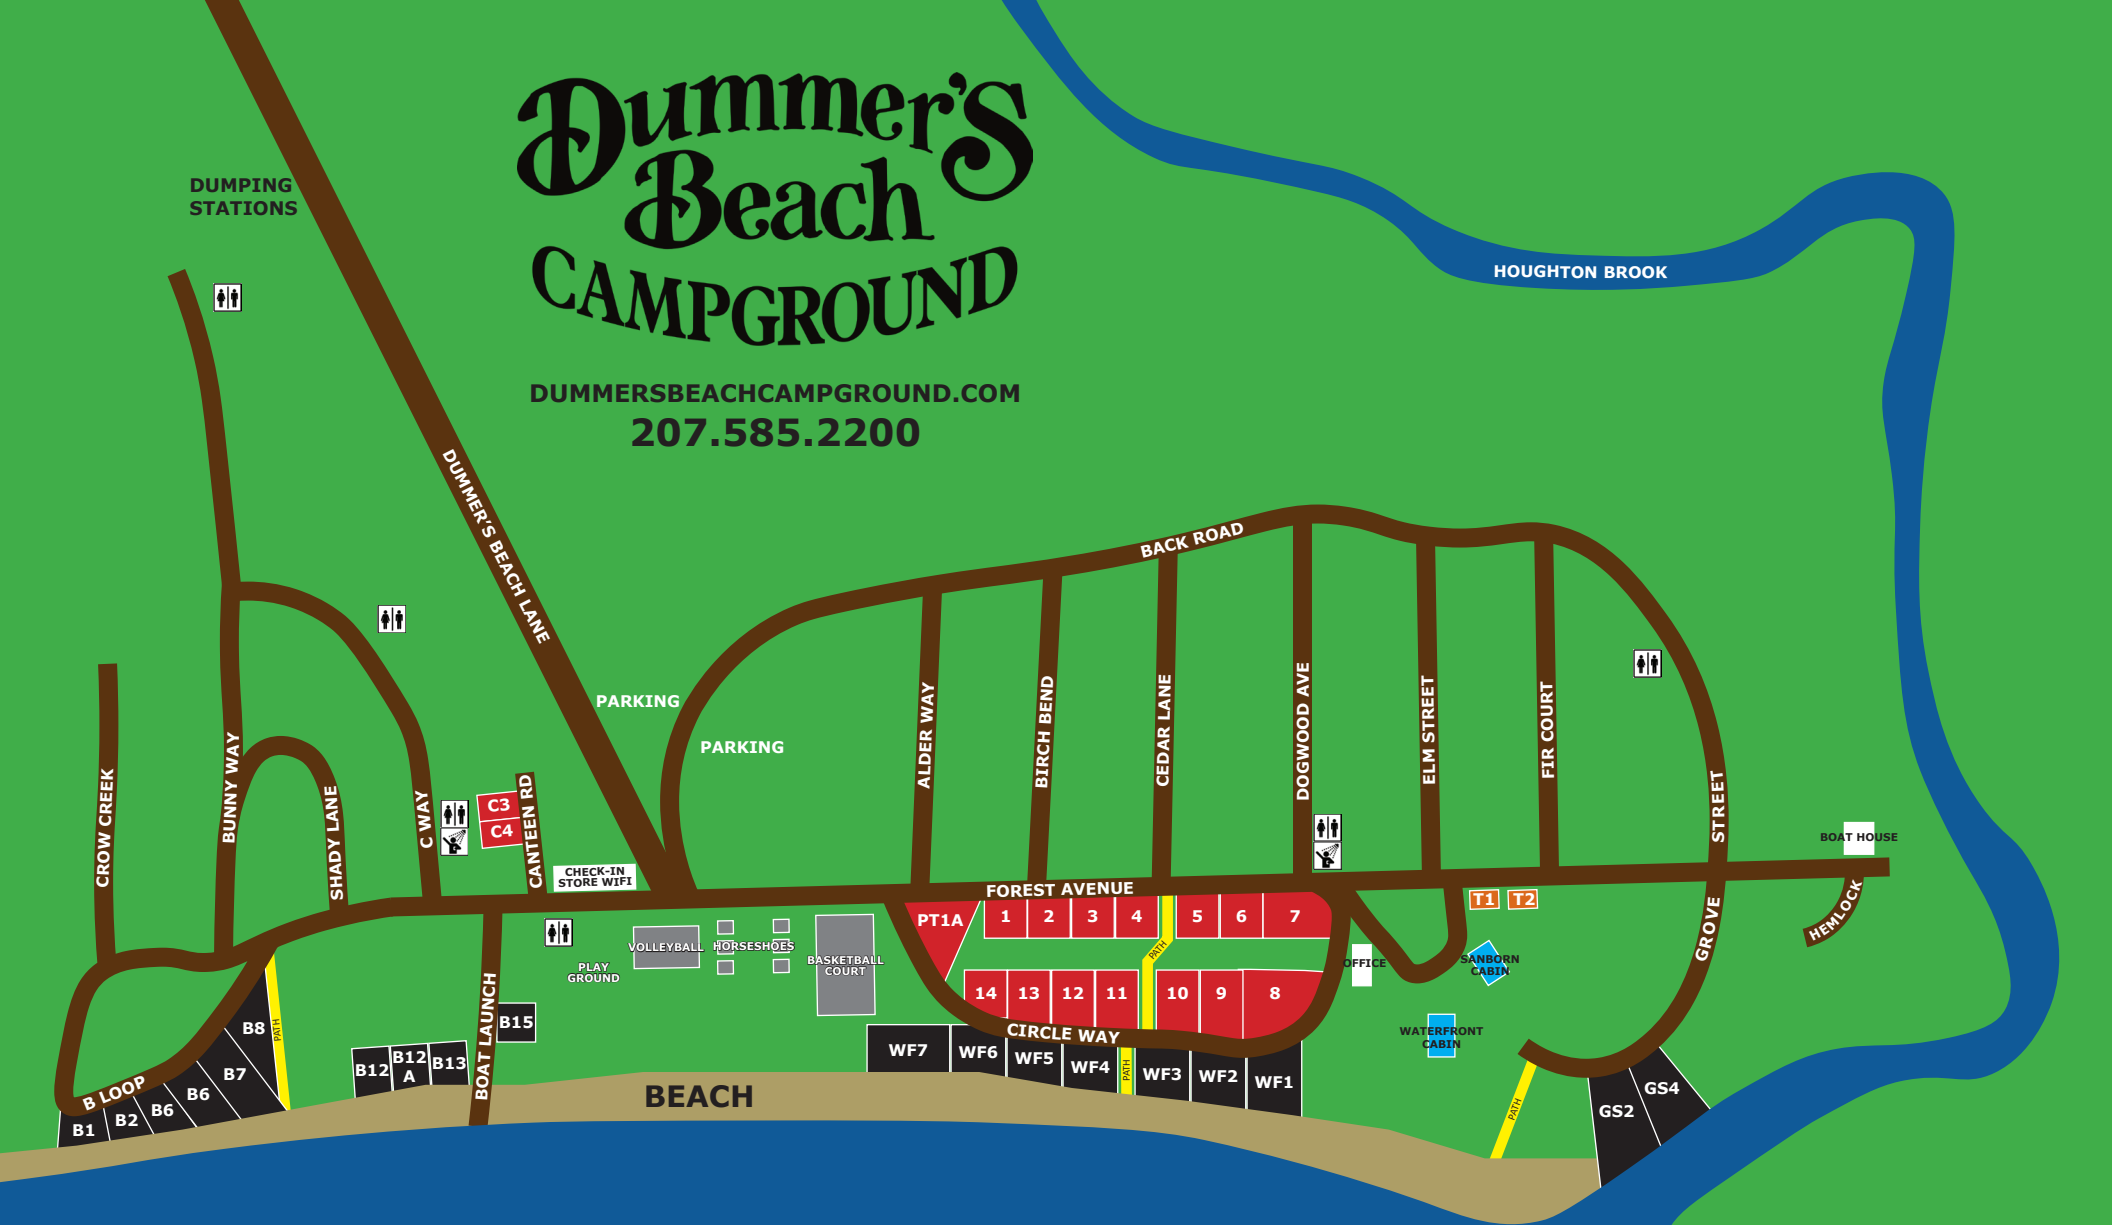 Dummer's
Beach
CAMPGROUND
DUMMERSBEACHCAMPGROUND.COM
207.585.2200
DUMPING
STATIONS
HOUGHTON BROOK
DUMMER'S BEACH LANE
BACK ROAD
PARKING
PARKING
CROW CREEK
BUNNY WAY
SHADY LANE
C WAY
C3
C4
CANTEEN RD
CHECK-IN
STORE WIFI
ALDER WAY
BIRCH BEND
CEDAR LANE
DOGWOOD AVE
ELM STREET
FIR COURT
GROVE STREET
BOAT HOUSE
HEMLOCK
FOREST AVENUE
T1
T2
PT1A
1
2
3
4
5
6
7
PATH
14
13
12
11
10
9
8
CIRCLE WAY
OFFICE
SANBORN
CABIN
WATERFRONT
CABIN
VOLLEYBALL
HORSESHOES
BASKETBALL
COURT
PLAY
GROUND
BOAT LAUNCH
B15
B12
B12
A
B13
B LOOP
B1
B2
B6
B6
B7
B8
PATH
WF7
WF6
WF5
WF4
PATH
WF3
WF2
WF1
BEACH
PATH
GS2
GS4